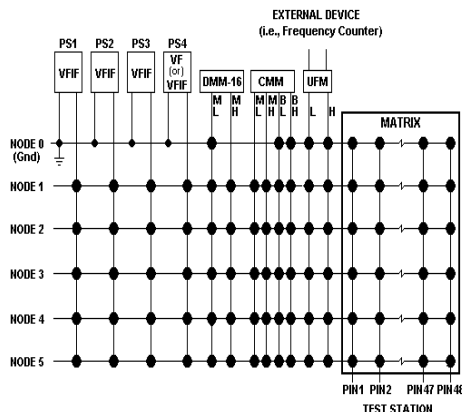 EXTERNAL DEVICE
(i.e., Frequency Counter)
PS1 PS2 PS3 PS4
VFIF VFIF VFIF VF
(or)
VFIF
DMM-16 CMM UFM
M L M H M L M H B L B H L H
MATRIX
NODE 0
(Gnd)
NODE 1
NODE 2
NODE 3
NODE 4
NODE 5
PIN1 PIN2 PIN47 PIN48
TEST STATION